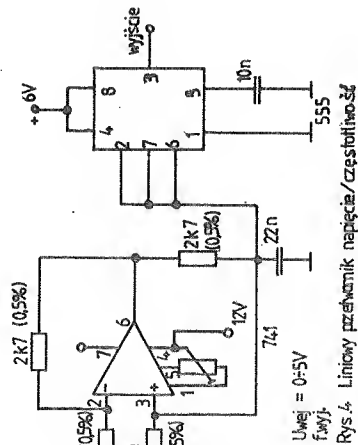 +6V
wyjście
4
8
2
7
6
3
1
5
10n
555
2k7 (0,5%)
2k7
(0,5%)
0,5%)
5%)
2
3
7
6
4
5
1
12V
22n
741
Uwej = 0÷5V
fwyj.
Rys 4. Liniowy przetwornik napięcie/częstotliwość